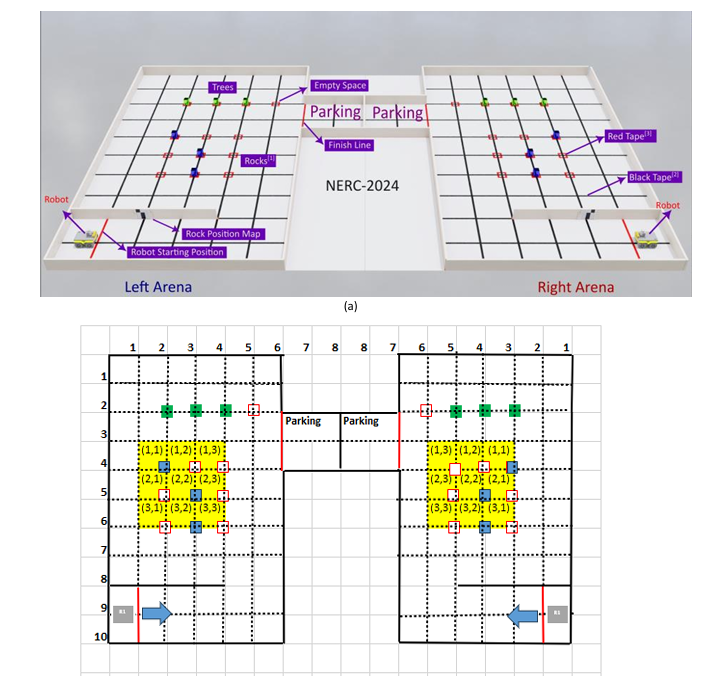 Trees
Empty Space
Parking Parking
Finish Line
Rocks[1]
Red Tape[3]
NERC-2024
Black Tape[2]
Robot
Robot
Rock Position Map
Robot Starting Position
Left Arena
Right Arena
(a)
1 2 3 4 5 6 7 8 8 7 6 5 4 3 2 1
1
2
Parking Parking
3
(1,1) (1,2) (1,3) (1,3) (1,2) (1,1)
4
(2,1) (2,2) (2,3) (2,3) (2,2) (2,1)
5
(3,1) (3,2) (3,3) (3,3) (3,2) (3,1)
6
7
8
9
10